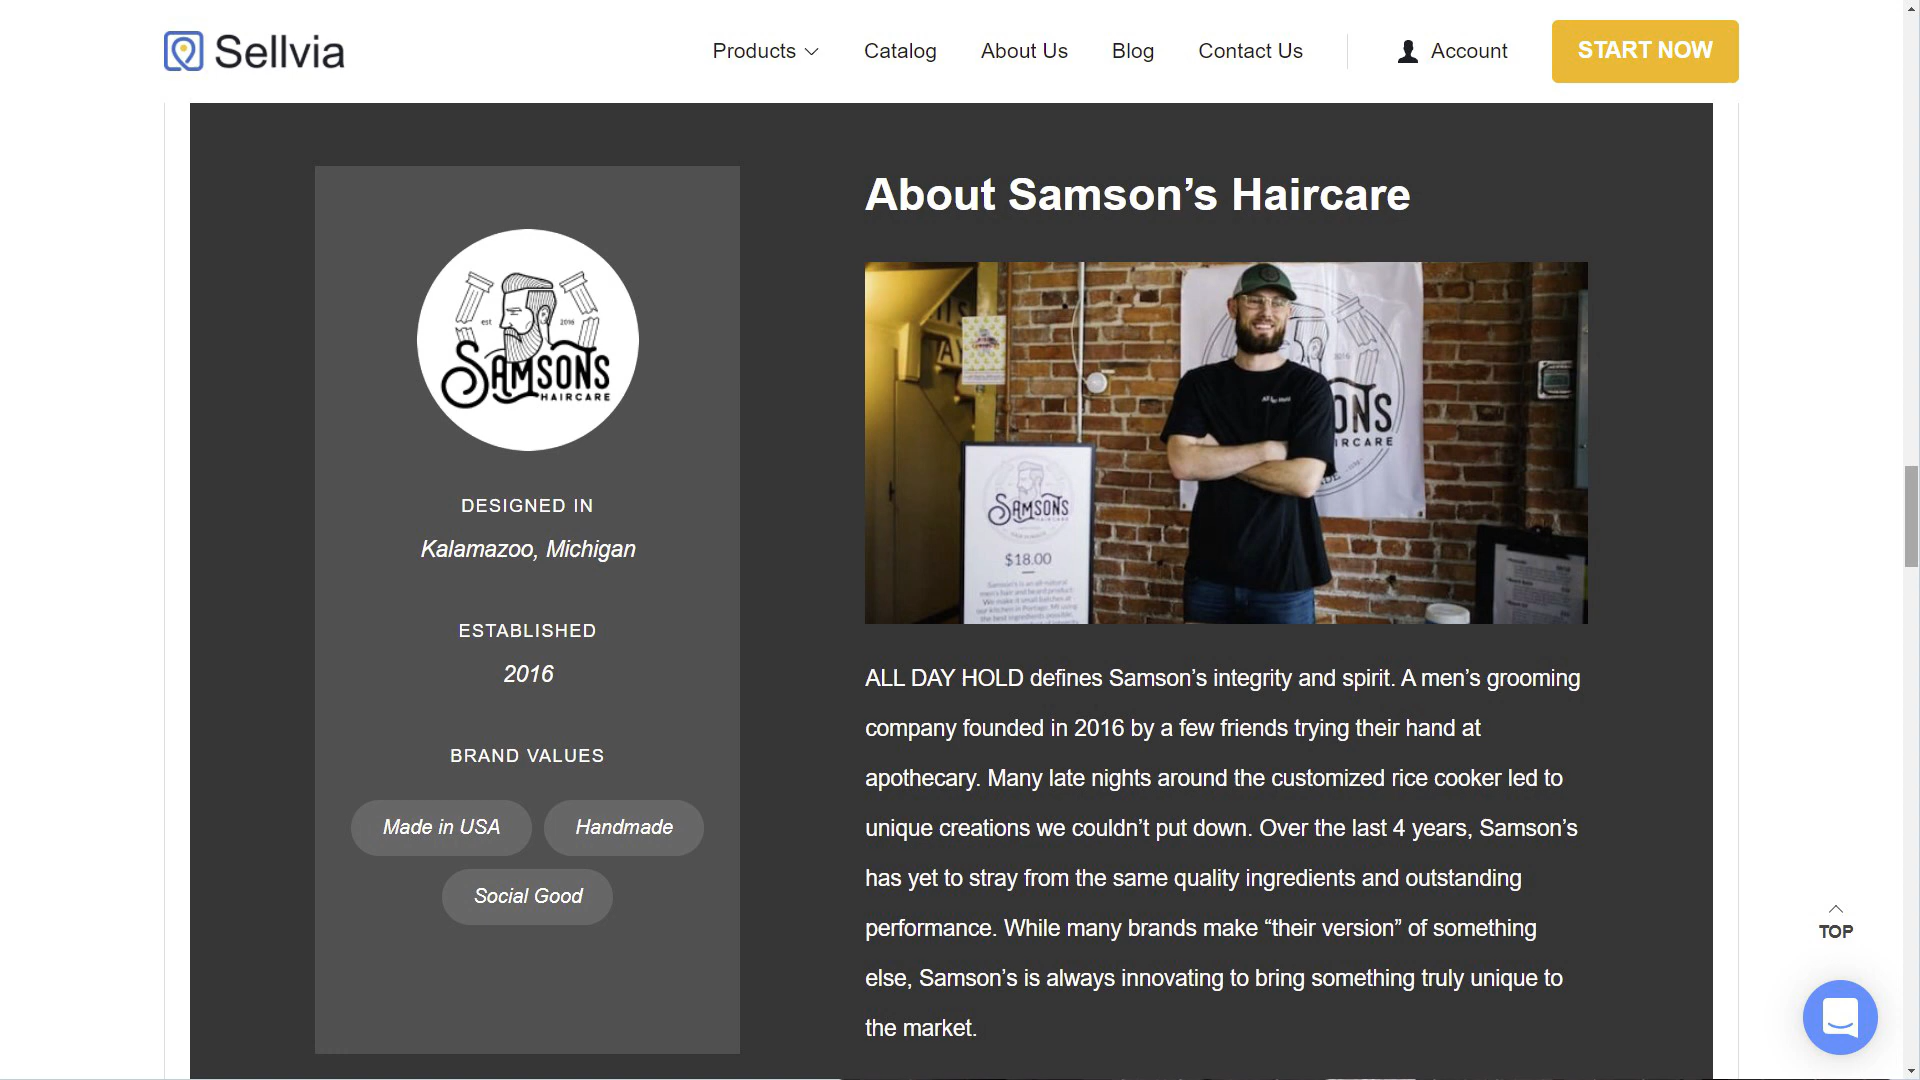 Sellvia
Products
Catalog
About Us
Blog
Contact Us
Account
START NOW
est
2016
SAMSONS
HAIRCARE
DESIGNED IN
Kalamazoo, Michigan
ESTABLISHED
2016
BRAND VALUES
Made in USA
Handmade
Social Good
About Samson’s Haircare
2016
ONS
IRCARE
SAMSONS
$18.00
ALL DAY HOLD defines Samson’s integrity and spirit. A men’s grooming
company founded in 2016 by a few friends trying their hand at
apothecary. Many late nights around the customized rice cooker led to
unique creations we couldn’t put down. Over the last 4 years, Samson’s
has yet to stray from the same quality ingredients and outstanding
performance. While many brands make “their version” of something
else, Samson’s is always innovating to bring something truly unique to
the market.
TOP